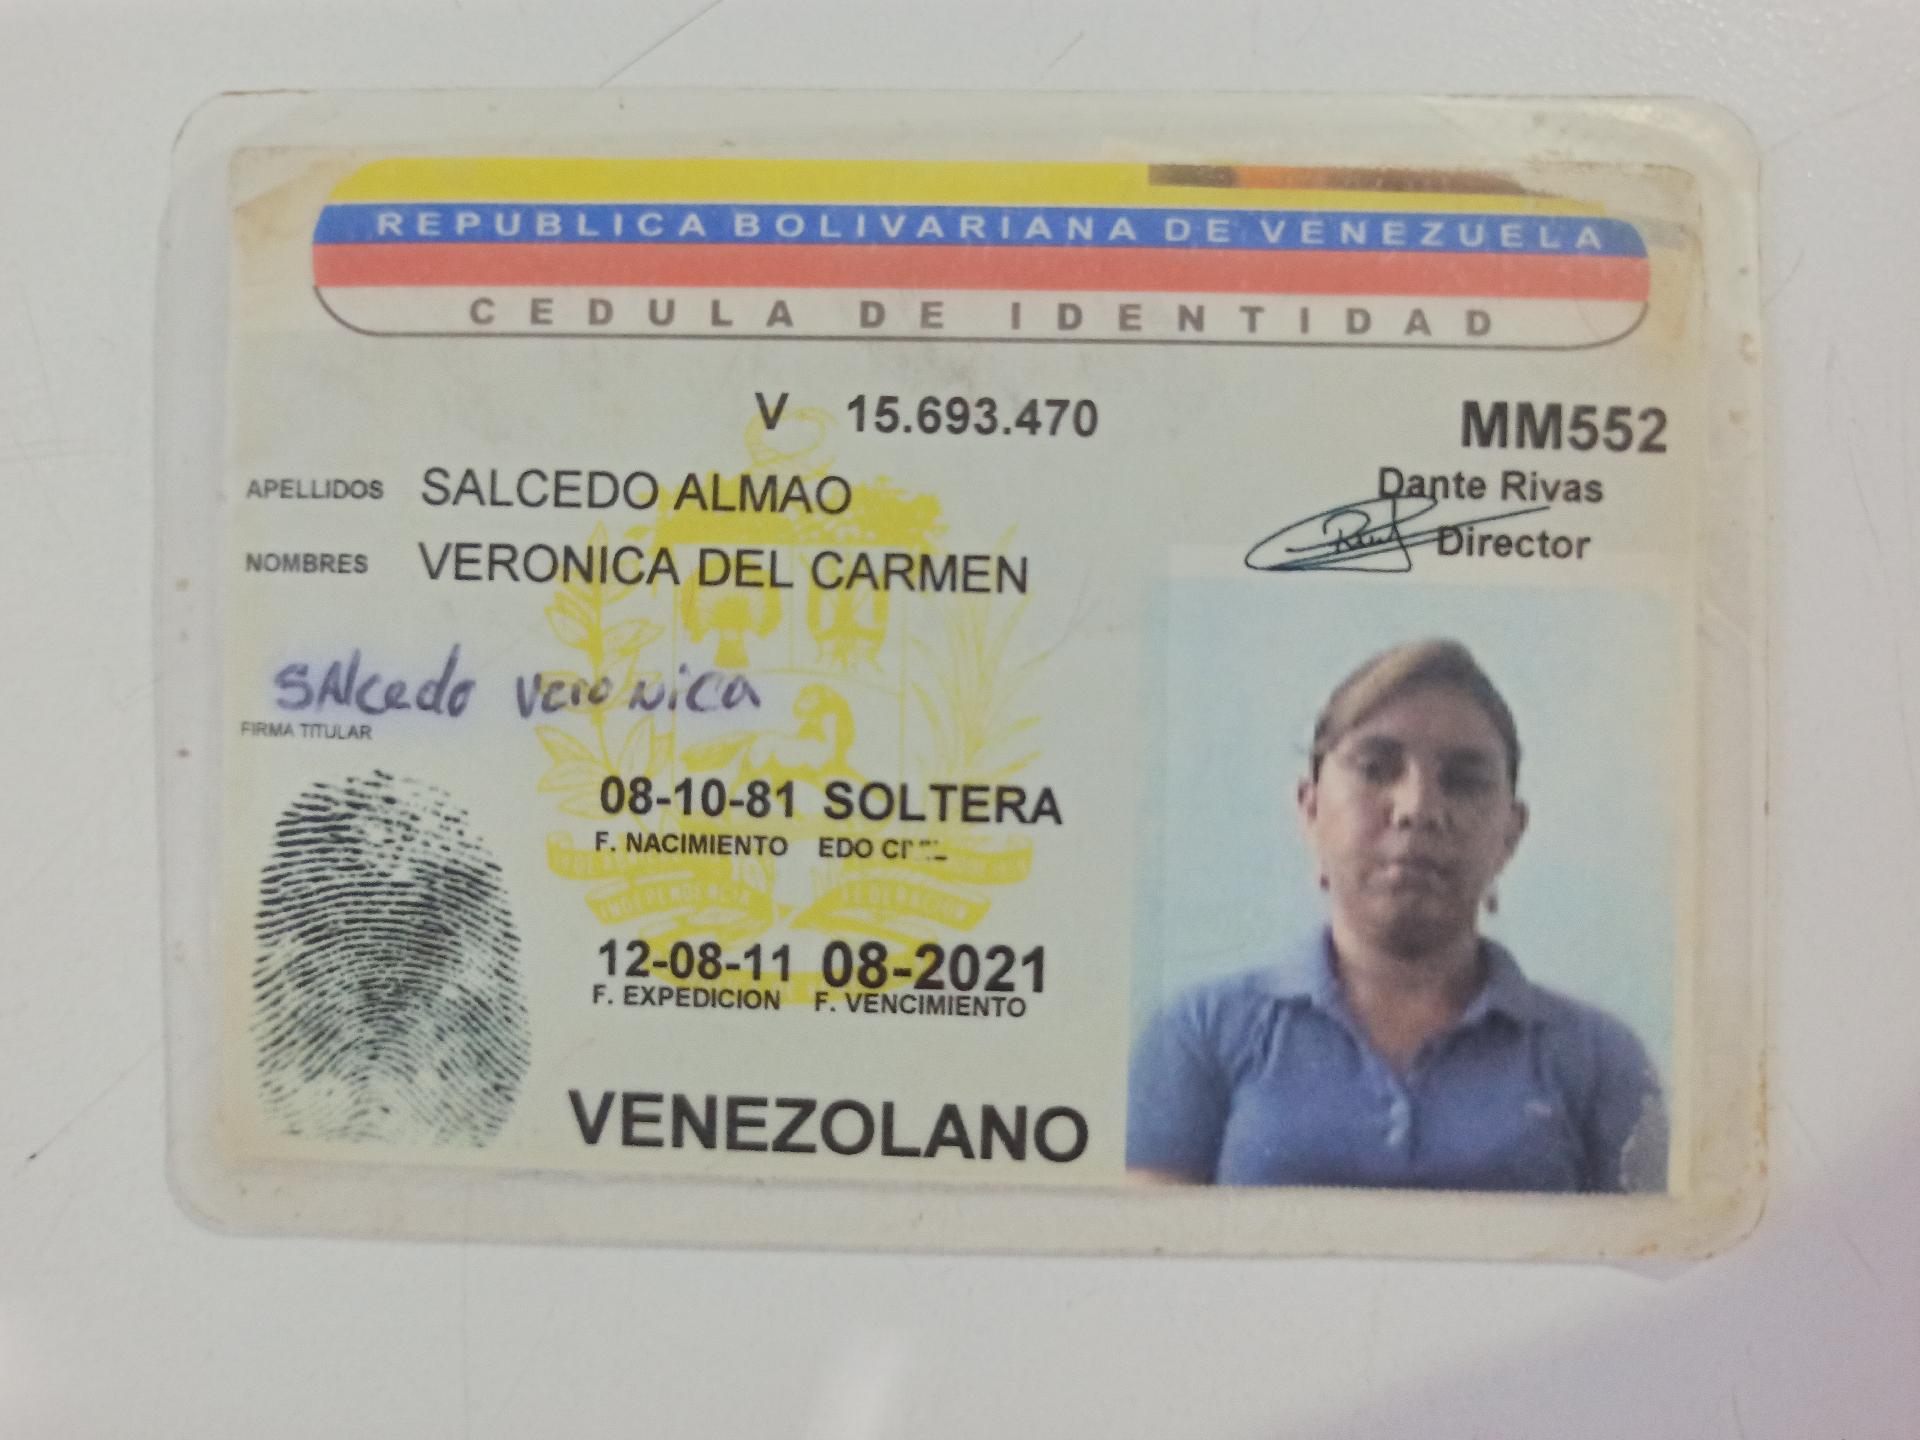 REPUBLICA BOLIVARIANA DE VENEZUELA
CEDULA DE IDENTIDAD
V 15.693.470
MM552
APELLIDOS SALCEDO ALMAO
Dante Rivas
Director
NOMBRES VERONICA DEL CARMEN
SAlcedo Veronica
FIRMA TITULAR
08-10-81 SOLTERA
F. NACIMIENTO EDO
INDEPENDENCIA FEDERACION
12-08-11 08-2021
F. EXPEDICION F. VENCIMIENTO
VENEZOLANO